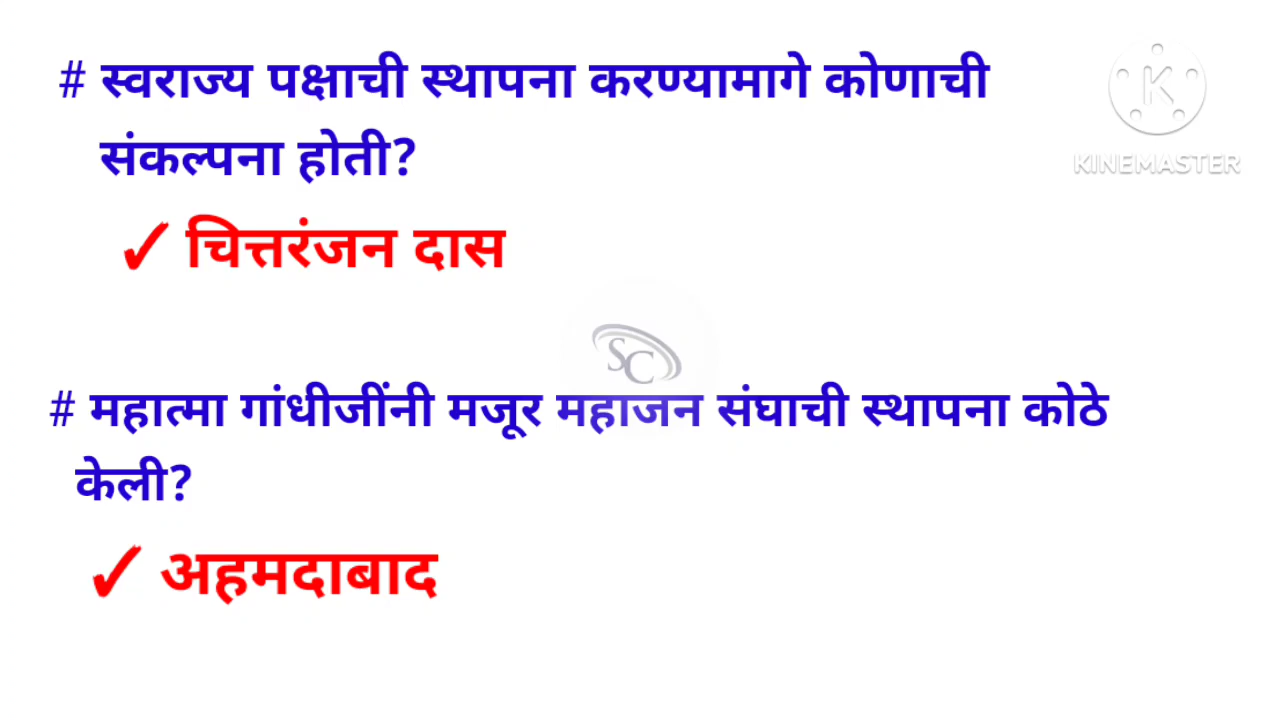 # स्वराज्य पक्षाची स्थापना करण्यामागे कोणाची
संकल्पना होती?
✓ चित्तरंजन दास
KINEMASTER
SC
# महात्मा गांधीजींनी मजूर महाजन संघाची स्थापना कोठे
केली?
✓ अहमदाबाद